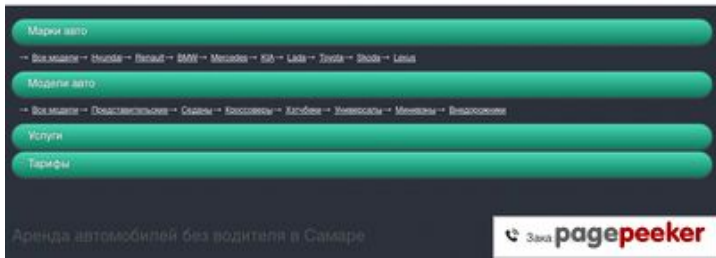 Марки авто
→ Все модели→ Hyundai→ Renault→ BMW→ Mercedes→ KIA→ Lada→ Toyota→ Skoda→ Lexus
Модели авто
→ Все модели→ Представительские→ Седаны→ Кроссоверы→ Хэтчбеки→ Универсалы→ Минивэны→ Внедорожники
Услуги
Тарифы
Аренда автомобилей без водителя в Самаре
Зака
pagepeeker